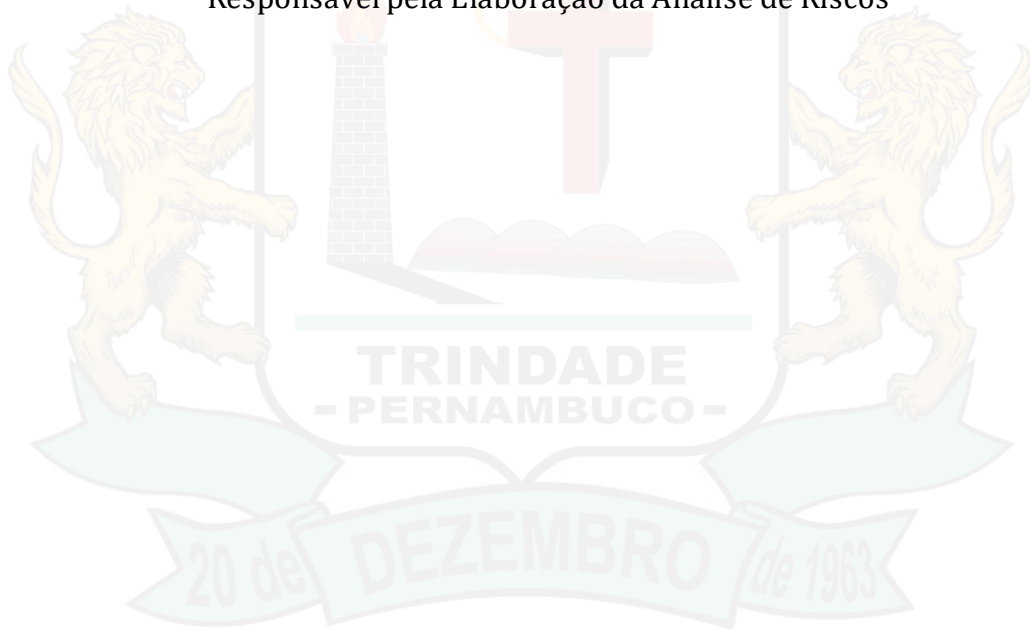 Responsável pela Elaboração da Análise de Riscos
TRINDADE
- PERNAMBUCO -
20 de DEZEMBRO de 1963